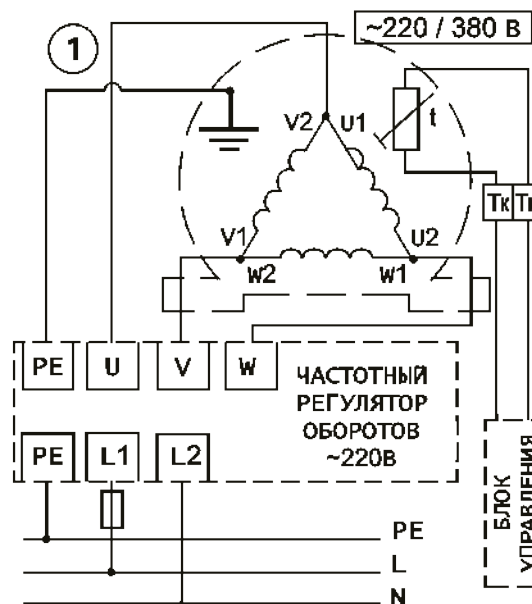 1
~220 / 380 В
V2 U1
t
Тк
V1 U2
W2 W1
PE U V W
ЧАСТОТНЫЙ
РЕГУЛЯТОР
ОБОРОТОВ
~220В
PE L1 L2
БЛОК
УПРАВЛЕНИЯ
PE
L
N